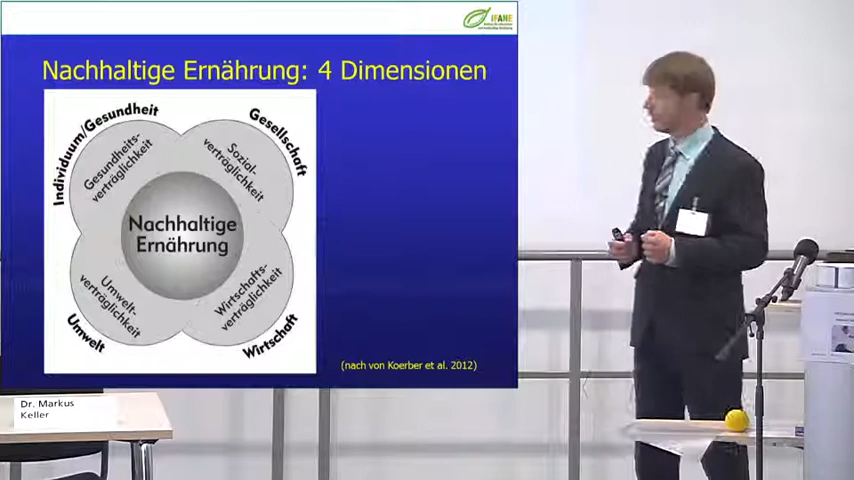 IFANE
Nachhaltige Ernährung: 4 Dimensionen
Individuum/Gesundheit
Gesellschaft
Gesundheits-
verträglichkeit
Sozial-
verträglichkeit
Nachhaltige
Ernährung
Umwelt-
verträglichkeit
Wirtschafts-
verträglichkeit
Umwelt
Wirtschaft
(nach von Koerber et al. 2012)
Dr. Markus
Keller